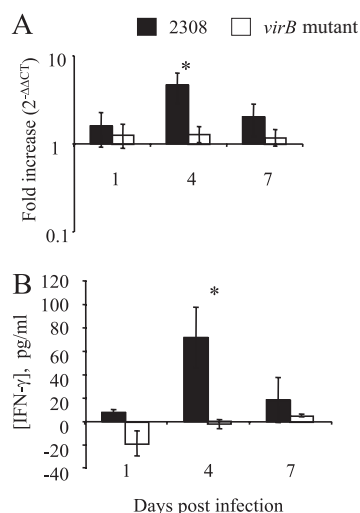 A
2308 virB mutant
Fold increase (2-ΔΔCT)
10
1
0.1
*
1 4 7
B
[IFN-γ], pg/ml
120
100
80
60
40
20
0
-20
-40
*
1 4 7
Days post infection